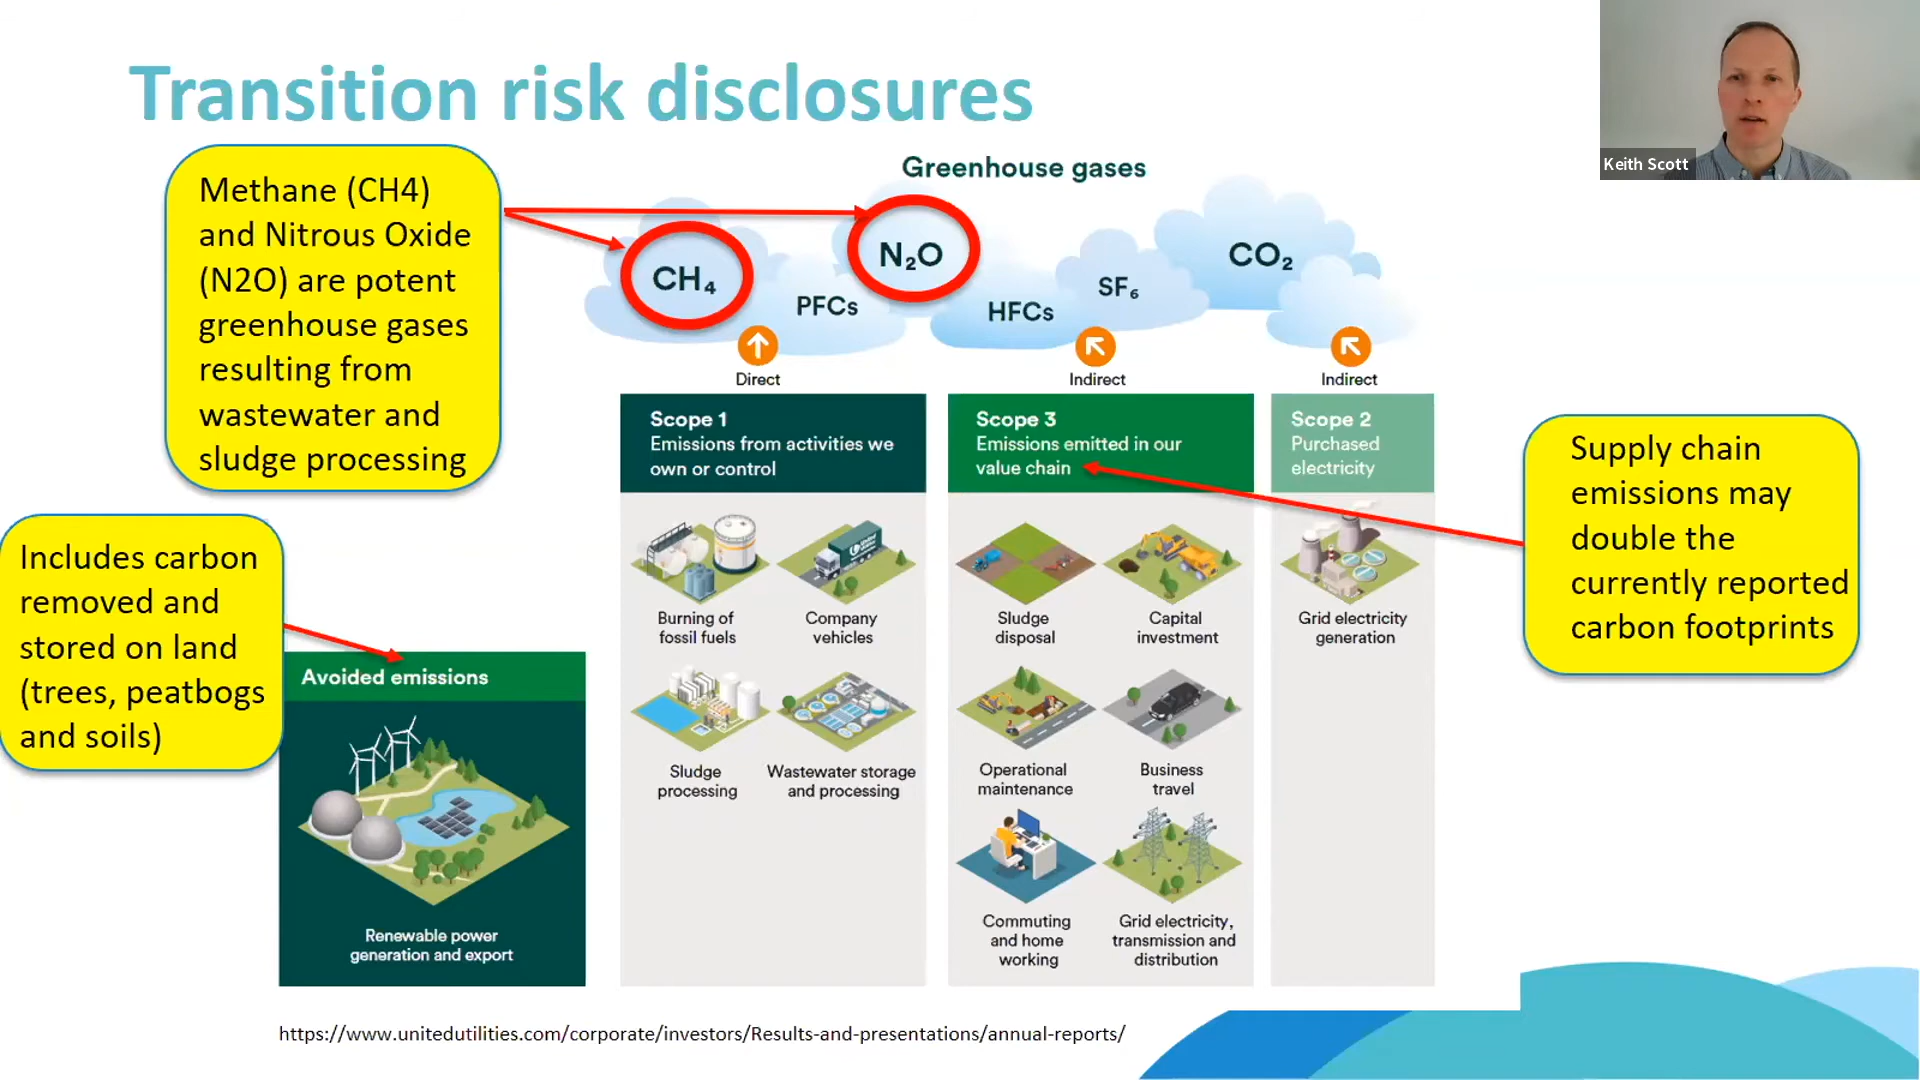 Transition risk disclosures
Keith Scott
Methane (CH4)
and Nitrous Oxide
(N2O) are potent
greenhouse gases
resulting from
wastewater and
sludge processing
Greenhouse gases
CH₄
PFCs
N₂O
HFCs
SF₆
CO₂
Direct
Indirect
Indirect
Scope 1
Emissions from activities we
own or control
Burning of
fossil fuels
Company
vehicles
Sludge
processing
Wastewater storage
and processing
Scope 3
Emissions emitted in our
value chain
Sludge
disposal
Capital
investment
Operational
maintenance
Business
travel
Commuting
and home
working
Grid electricity,
transmission and
distribution
Scope 2
Purchased
electricity
Grid electricity
generation
Supply chain
emissions may
double the
currently reported
carbon footprints
Includes carbon
removed and
stored on land
(trees, peatbogs
and soils)
Avoided emissions
Renewable power
generation and export
https://www.unitedutilities.com/corporate/investors/Results-and-presentations/annual-reports/